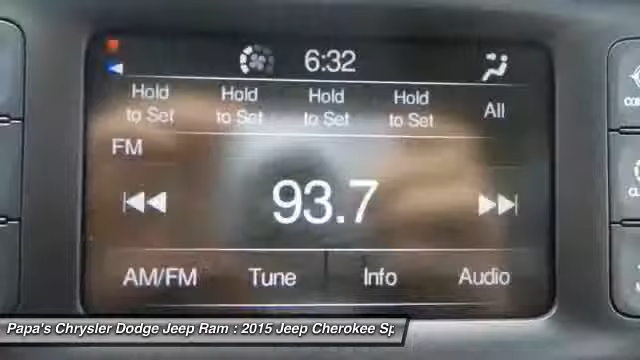 6:32
Hold to Set Hold to Set Hold to Set Hold to Set All
FM
93.7
AM/FM Tune Info Audio
Papa's Chrysler Dodge Jeep Ram : 2015 Jeep Cherokee Sp